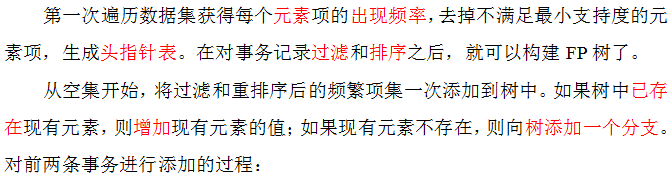 第一次遍历数据集获得每个元素项的出现频率，去掉不满足最小支持度的元
素项，生成头指针表。在对事务记录过滤和排序之后，就可以构建 FP 树了。
从空集开始，将过滤和重排序后的频繁项集一次添加到树中。如果树中已存
在现有元素，则增加现有元素的值；如果现有元素不存在，则向树添加一个分支。
对前两条事务进行添加的过程：